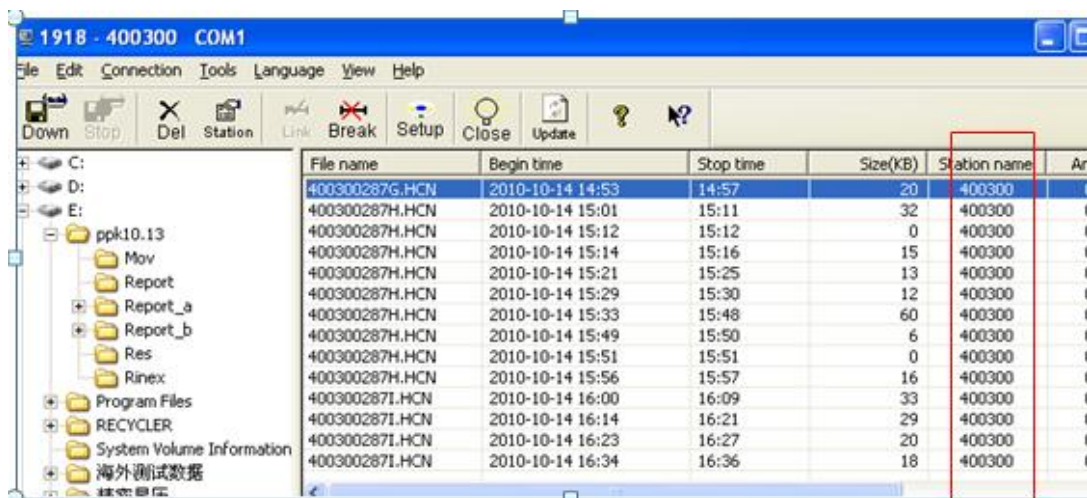 1918 - 400300 COM1
File Edit Connection Tools Language View Help
Down Stop Del Station Link Break Setup Close Update
C:
D:
E:
ppk10.13
Mov
Report
Report_a
Report_b
Res
Rinex
Program Files
RECYCLER
System Volume Information
海外测试数据
File name Begin time Stop time Size(KB) Station name
400300287G.HCN 2010-10-14 14:53 14:57 20 400300
400300287H.HCN 2010-10-14 15:01 15:11 32 400300
400300287H.HCN 2010-10-14 15:12 15:12 0 400300
400300287H.HCN 2010-10-14 15:14 15:16 15 400300
400300287H.HCN 2010-10-14 15:21 15:25 13 400300
400300287H.HCN 2010-10-14 15:29 15:30 12 400300
400300287H.HCN 2010-10-14 15:33 15:48 60 400300
400300287H.HCN 2010-10-14 15:49 15:50 6 400300
400300287H.HCN 2010-10-14 15:51 15:51 0 400300
400300287H.HCN 2010-10-14 15:56 15:57 16 400300
400300287I.HCN 2010-10-14 16:00 16:09 33 400300
400300287I.HCN 2010-10-14 16:14 16:21 29 400300
400300287I.HCN 2010-10-14 16:23 16:27 20 400300
400300287I.HCN 2010-10-14 16:34 16:36 18 400300